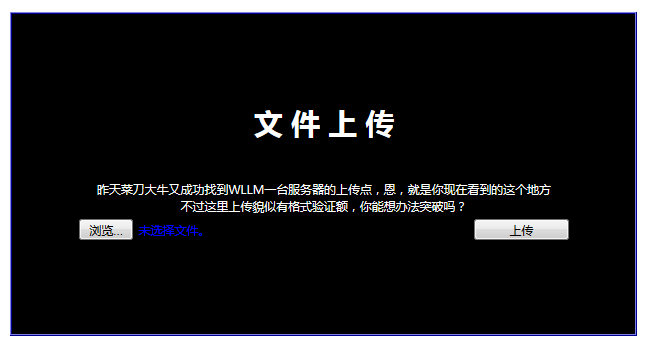 文件上传
昨天菜刀大牛又成功找到WLLM一台服务器的上传点，恩，就是你现在看到的这个地方
不过这里上传貌似有格式验证额，你能想办法突破吗？
浏览... 未选择文件。 上传